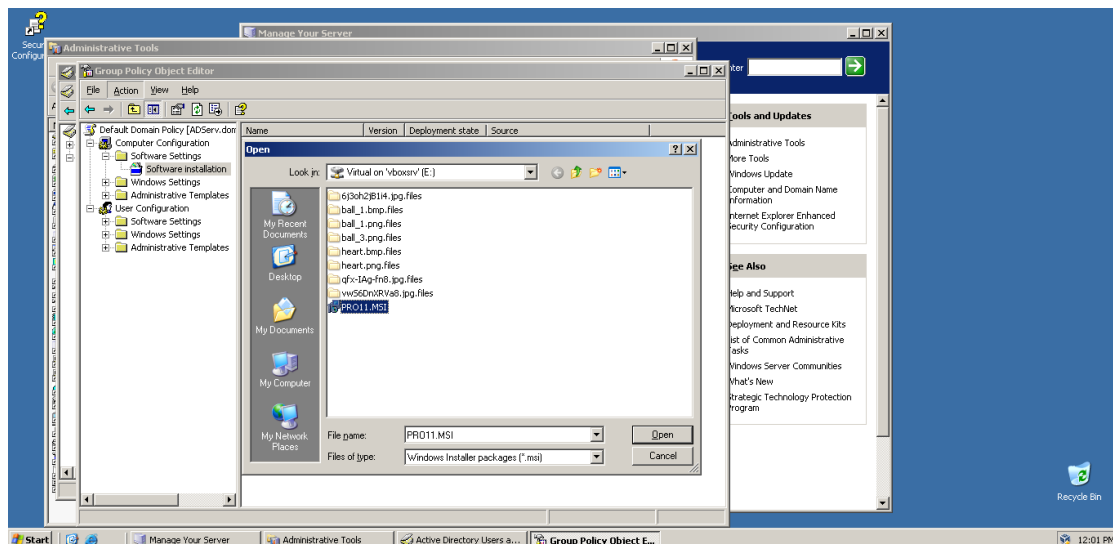 Secur
Configur
Manage Your Server
Administrative Tools
Group Policy Object Editor
File Action View Help
Default Domain Policy [ADServ.dom
Computer Configuration
Software Settings
Software installation
Windows Settings
Administrative Templates
User Configuration
Software Settings
Windows Settings
Administrative Templates
Name Version Deployment state Source
Open
Look in: Virtual on 'vboxsrv' (E:)
My Recent Documents
Desktop
My Documents
My Computer
My Network Places
6j3oh2jB1i4.jpg.files
ball_1.bmp.files
ball_1.png.files
ball_3.png.files
heart.bmp.files
heart.png.files
qfx-IAg-fn8.jpg.files
vwS6DnXRVa8.jpg.files
PRO11.MSI
File name: PRO11.MSI Open
Files of type: Windows Installer packages (*.msi) Cancel
nter
Tools and Updates
Administrative Tools
More Tools
Windows Update
Computer and Domain Name
nformation
Internet Explorer Enhanced
Security Configuration
See Also
Help and Support
Microsoft TechNet
Deployment and Resource Kits
List of Common Administrative
Tasks
Windows Server Communities
What's New
Strategic Technology Protection
Program
Recycle Bin
Start Manage Your Server Administrative Tools Active Directory Users a... Group Policy Object E... 12:01 PM